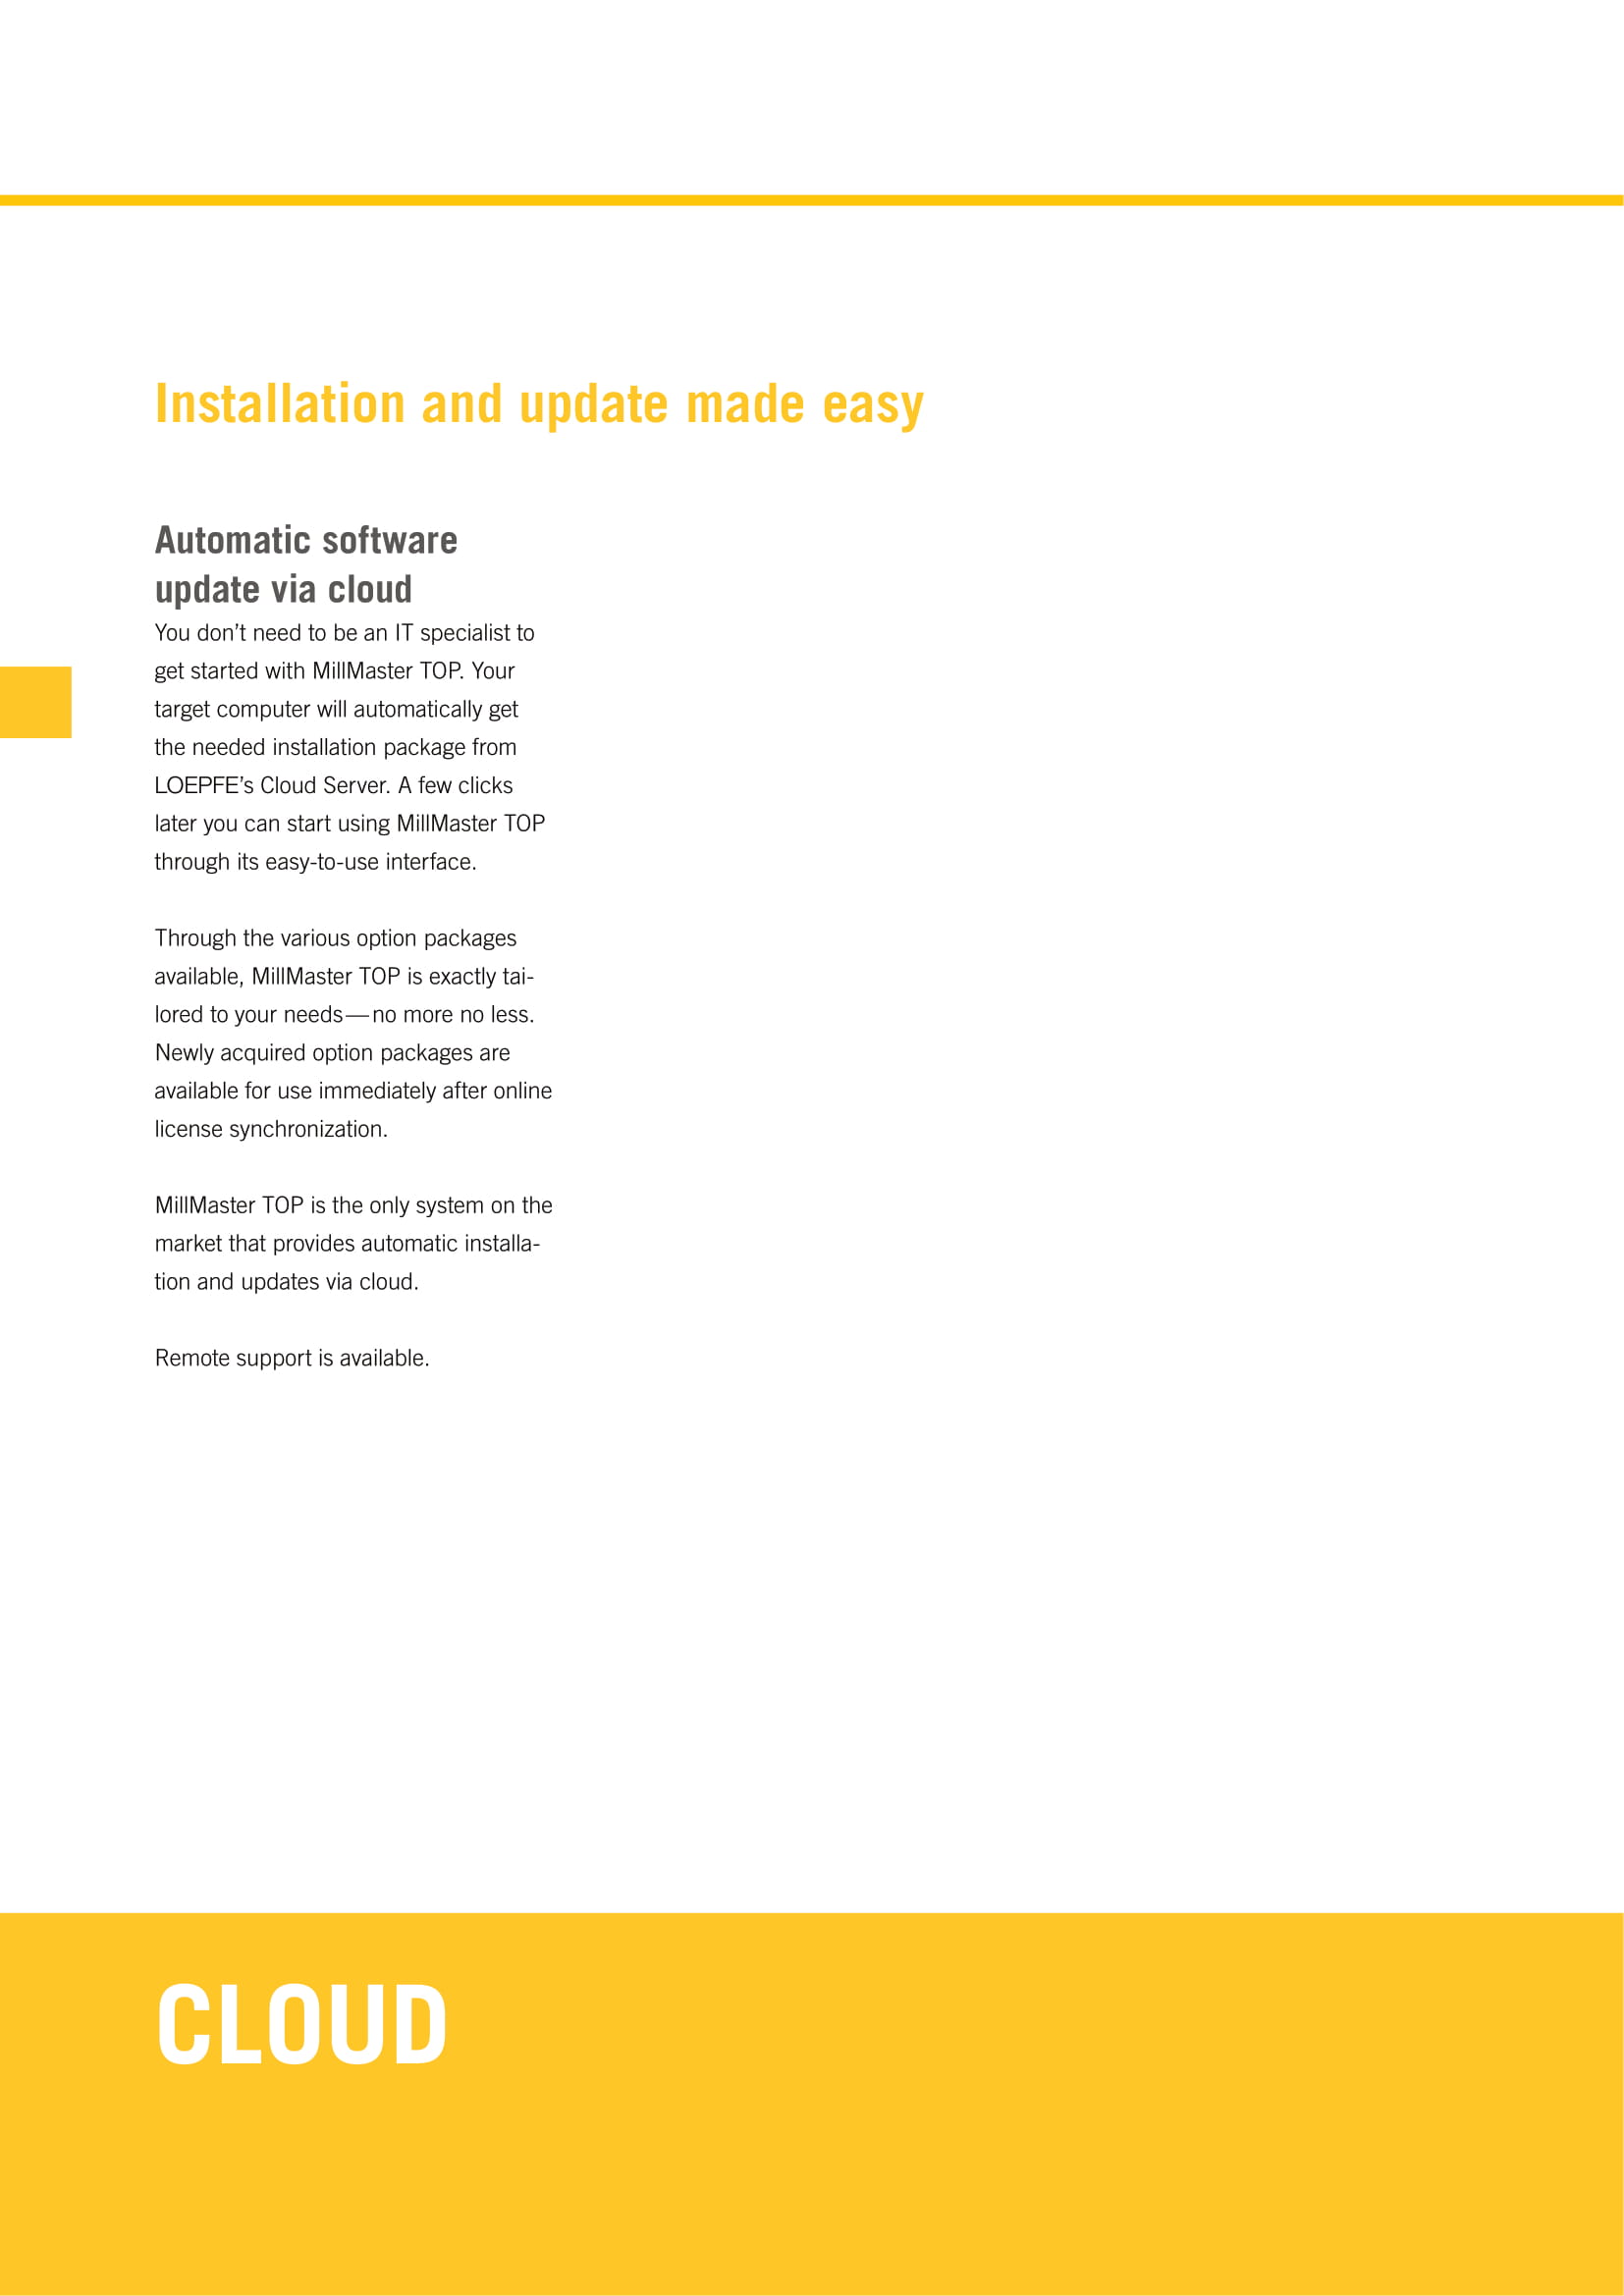 Installation and update made easy
Automatic software
update via cloud
You don’t need to be an IT specialist to
get started with MillMaster TOP. Your
target computer will automatically get
the needed installation package from
LOEPFE’s Cloud Server. A few clicks
later you can start using MillMaster TOP
through its easy-to-use interface.
Through the various option packages
available, MillMaster TOP is exactly tai-
lored to your needs — no more no less.
Newly acquired option packages are
available for use immediately after online
license synchronization.
MillMaster TOP is the only system on the
market that provides automatic installa-
tion and updates via cloud.
Remote support is available.
CLOUD